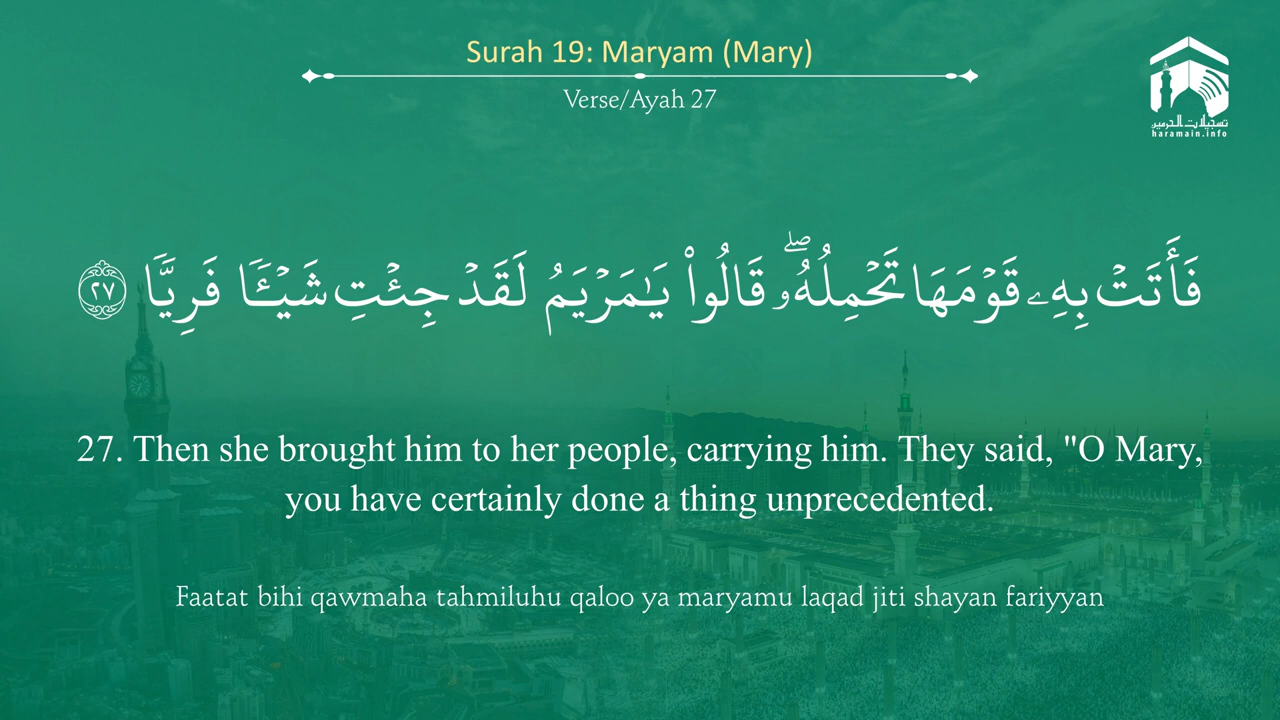 Surah 19: Maryam (Mary)
Verse/Ayah 27
تسجيلات الحرمين
haramain.info
فَأَتَتۡ بِهِۦ قَوۡمَهَا تَحۡمِلُهُۥۖ قَالُواْ يَٰمَرۡيَمُ لَقَدۡ جِئۡتِ شَيۡـٔٗا فَرِيّٗا ٢٧
27. Then she brought him to her people, carrying him. They said, "O Mary,
you have certainly done a thing unprecedented.
Faatat bihi qawmaha tahmiluhu qaloo ya maryamu laqad jiti shayan fariyyan